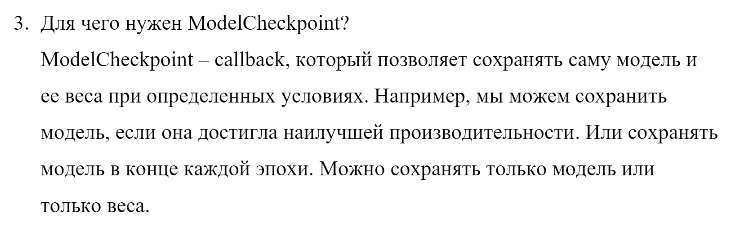 3. Для чего нужен ModelCheckpoint?
ModelCheckpoint – callback, который позволяет сохранять саму модель и
ее веса при определенных условиях. Например, мы можем сохранить
модель, если она достигла наилучшей производительности. Или сохранять
модель в конце каждой эпохи. Можно сохранять только модель или
только веса.